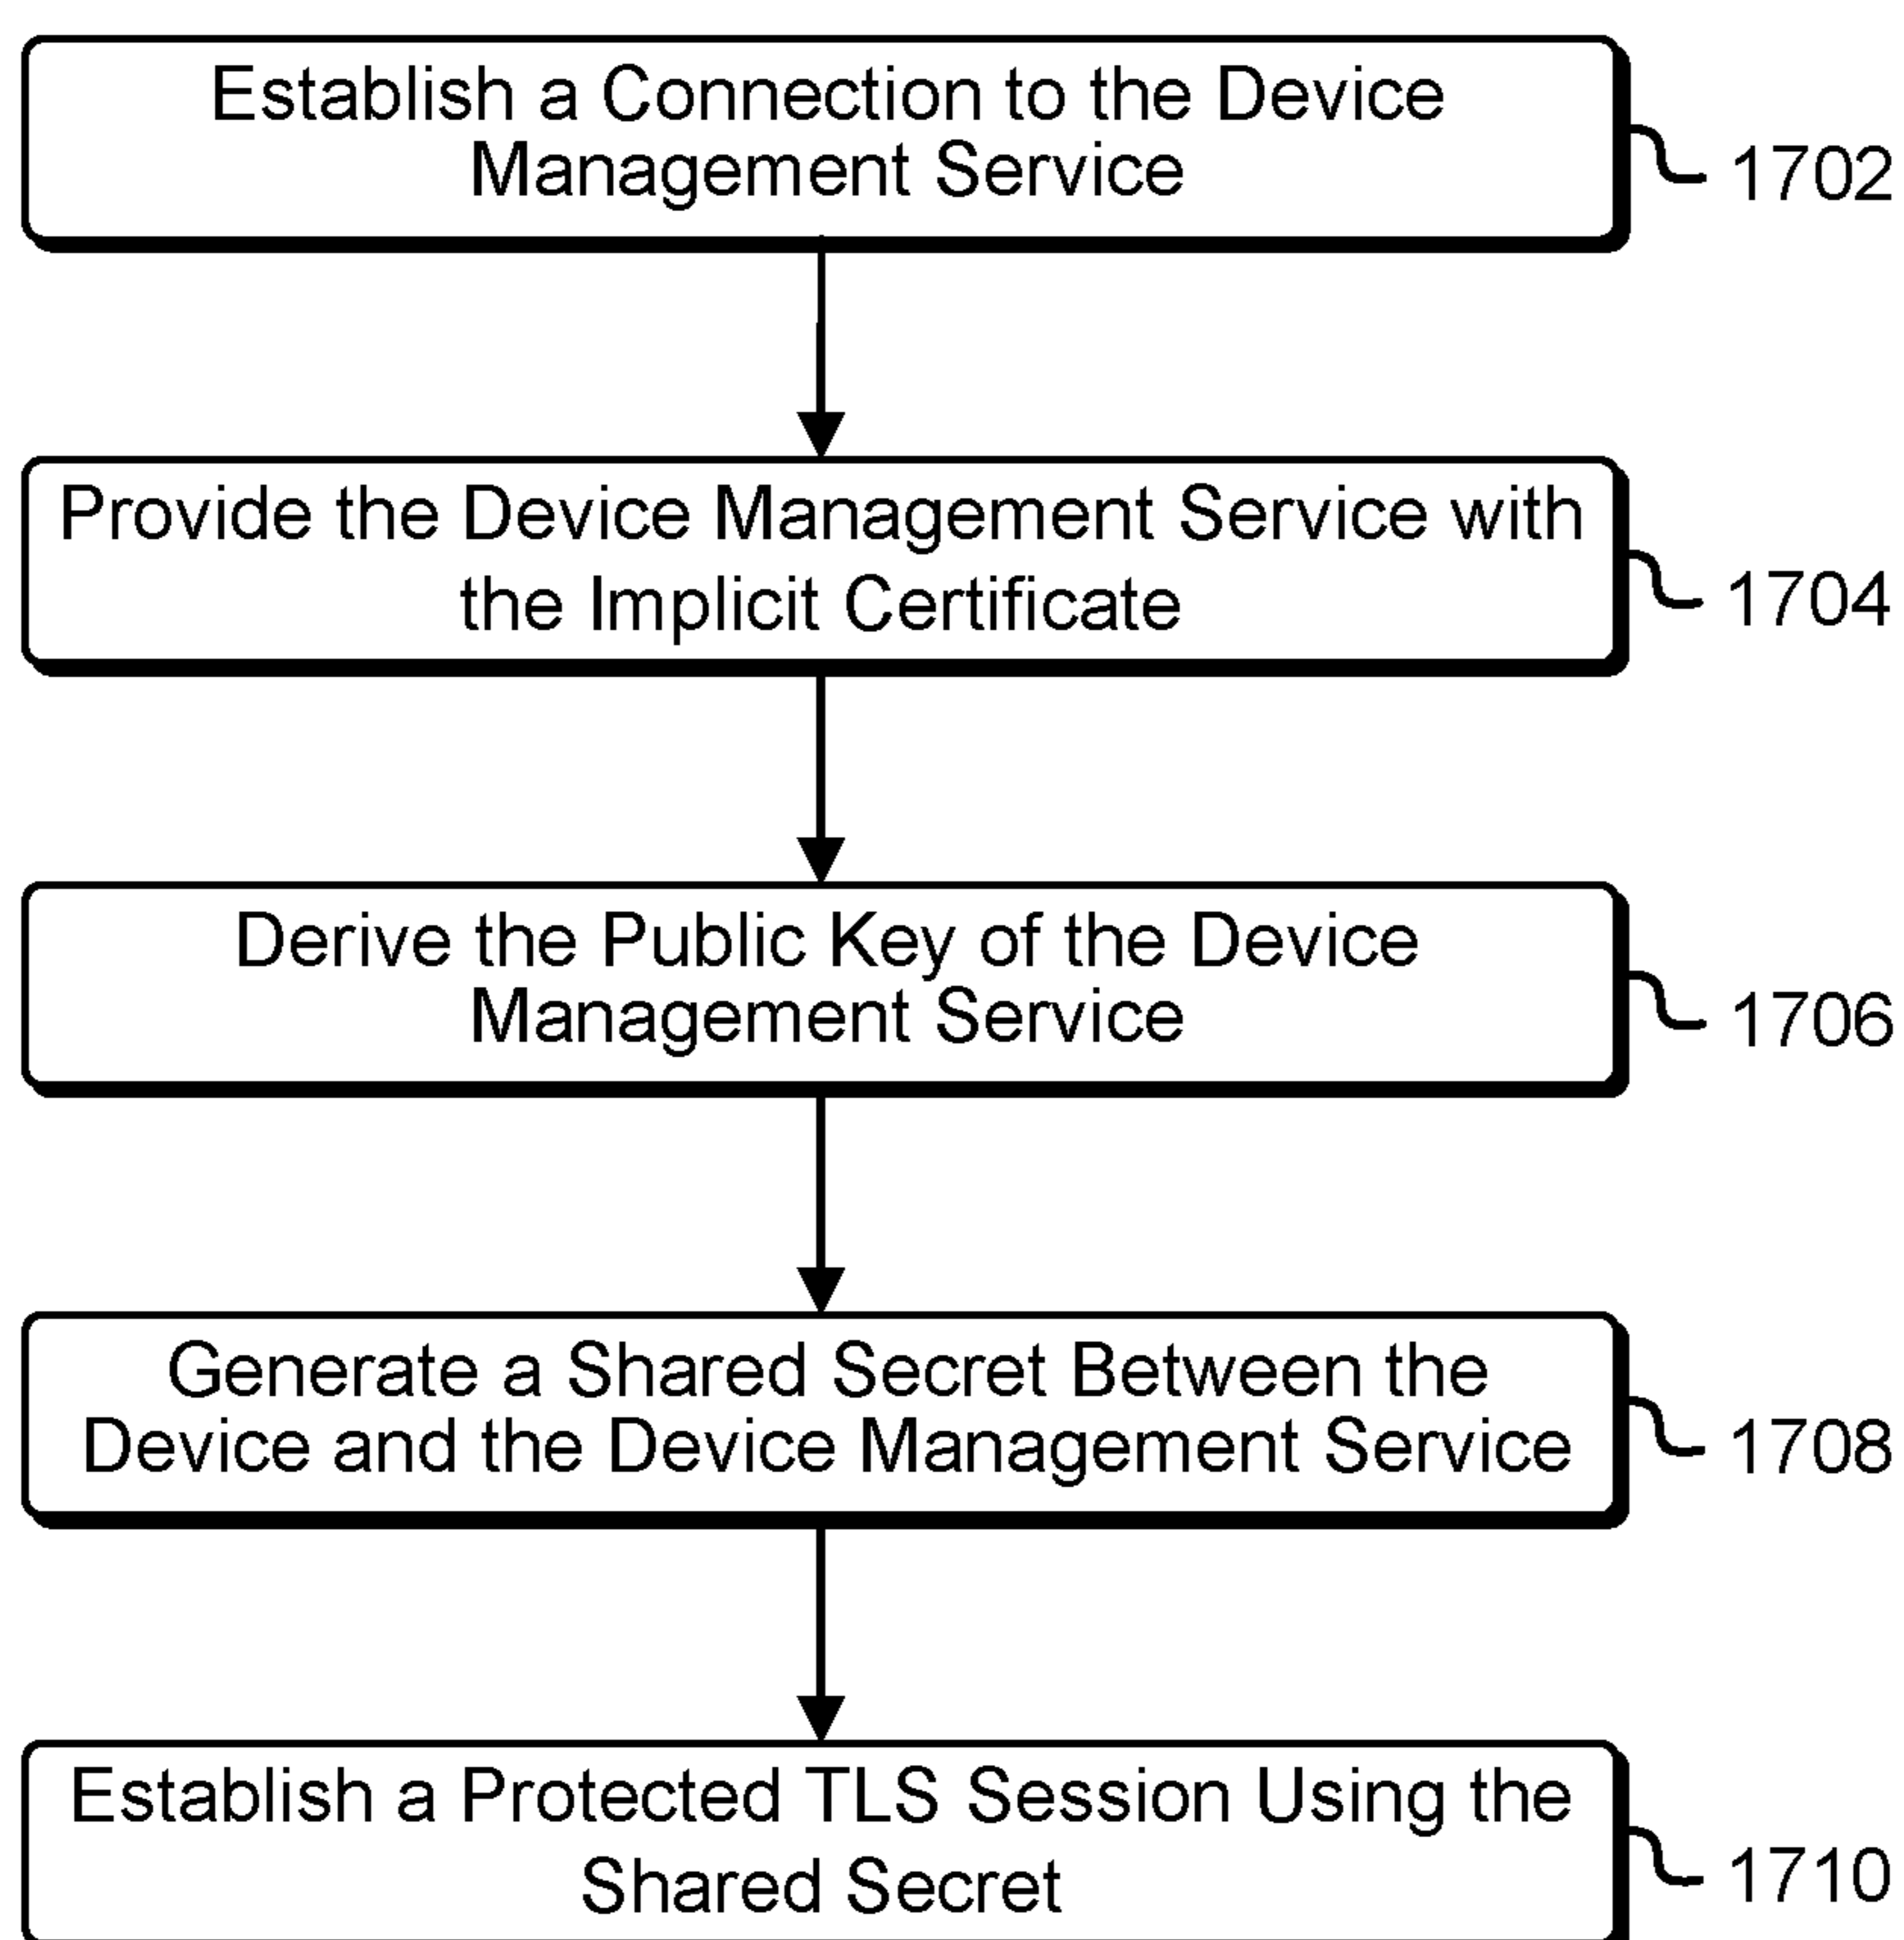 Establish a Connection to the Device
Management Service
1702
Provide the Device Management Service with
the Implicit Certificate
1704
Derive the Public Key of the Device
Management Service
1706
Generate a Shared Secret Between the
Device and the Device Management Service
1708
Establish a Protected TLS Session Using the
Shared Secret
1710